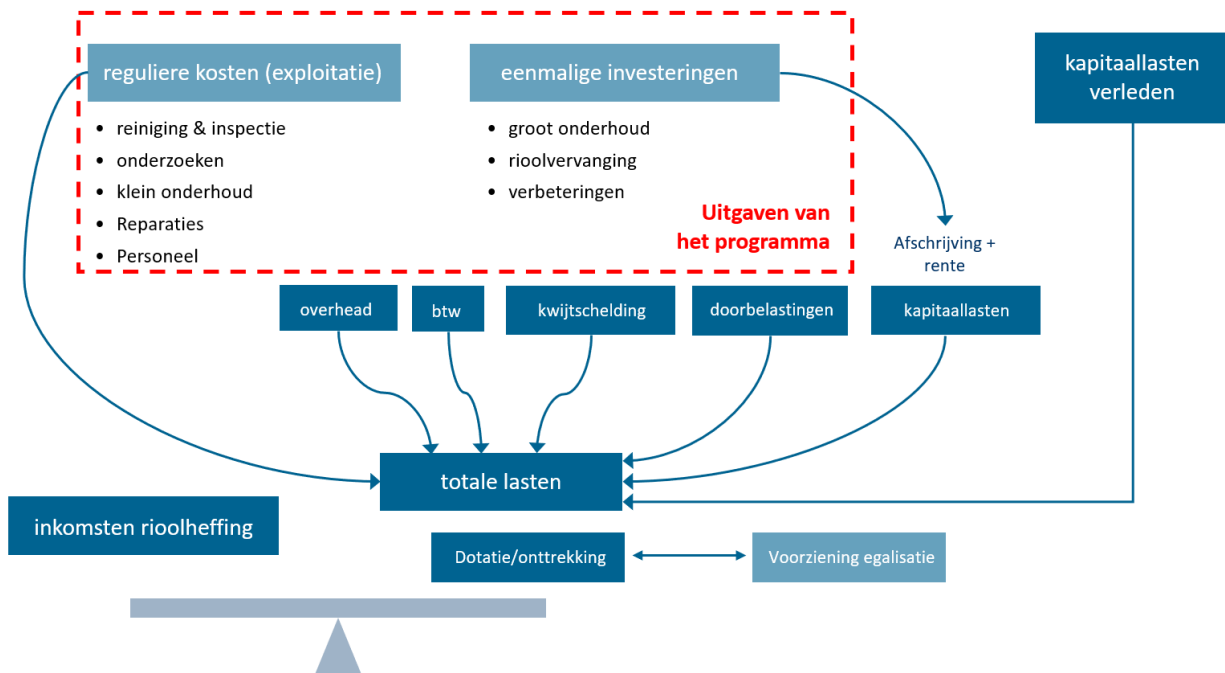 reguliere kosten (exploitatie)
• reiniging & inspectie
• onderzoeken
• klein onderhoud
• Reparaties
• Personeel
eenmalige investeringen
• groot onderhoud
• rioolvervanging
• verbeteringen
Uitgaven van
het programma
kapitaallasten
verleden
Afschrijving +
rente
overhead
btw
kwijtschelding
doorbelastingen
kapitaallasten
totale lasten
inkomsten rioolheffing
Dotatie/onttrekking
Voorziening egalisatie